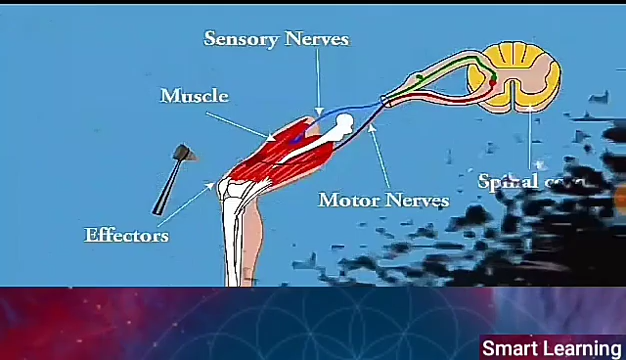 Sensory Nerves
Muscle
Motor Nerves
Effectors
Smart Learning